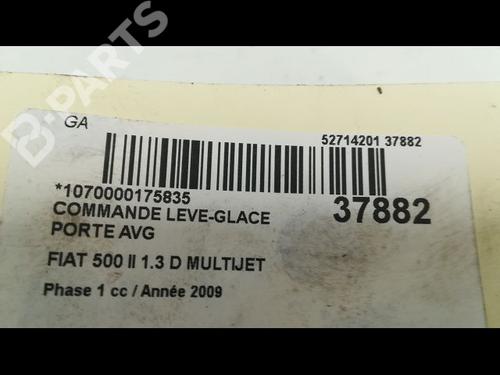 B-PARTS
GA
52714201 37882
*1070000175835
37882
COMMANDE LEVE-GLACE
PORTE AVG
FIAT 500 II 1.3 D MULTIJET
Phase 1 cc / Année 2009